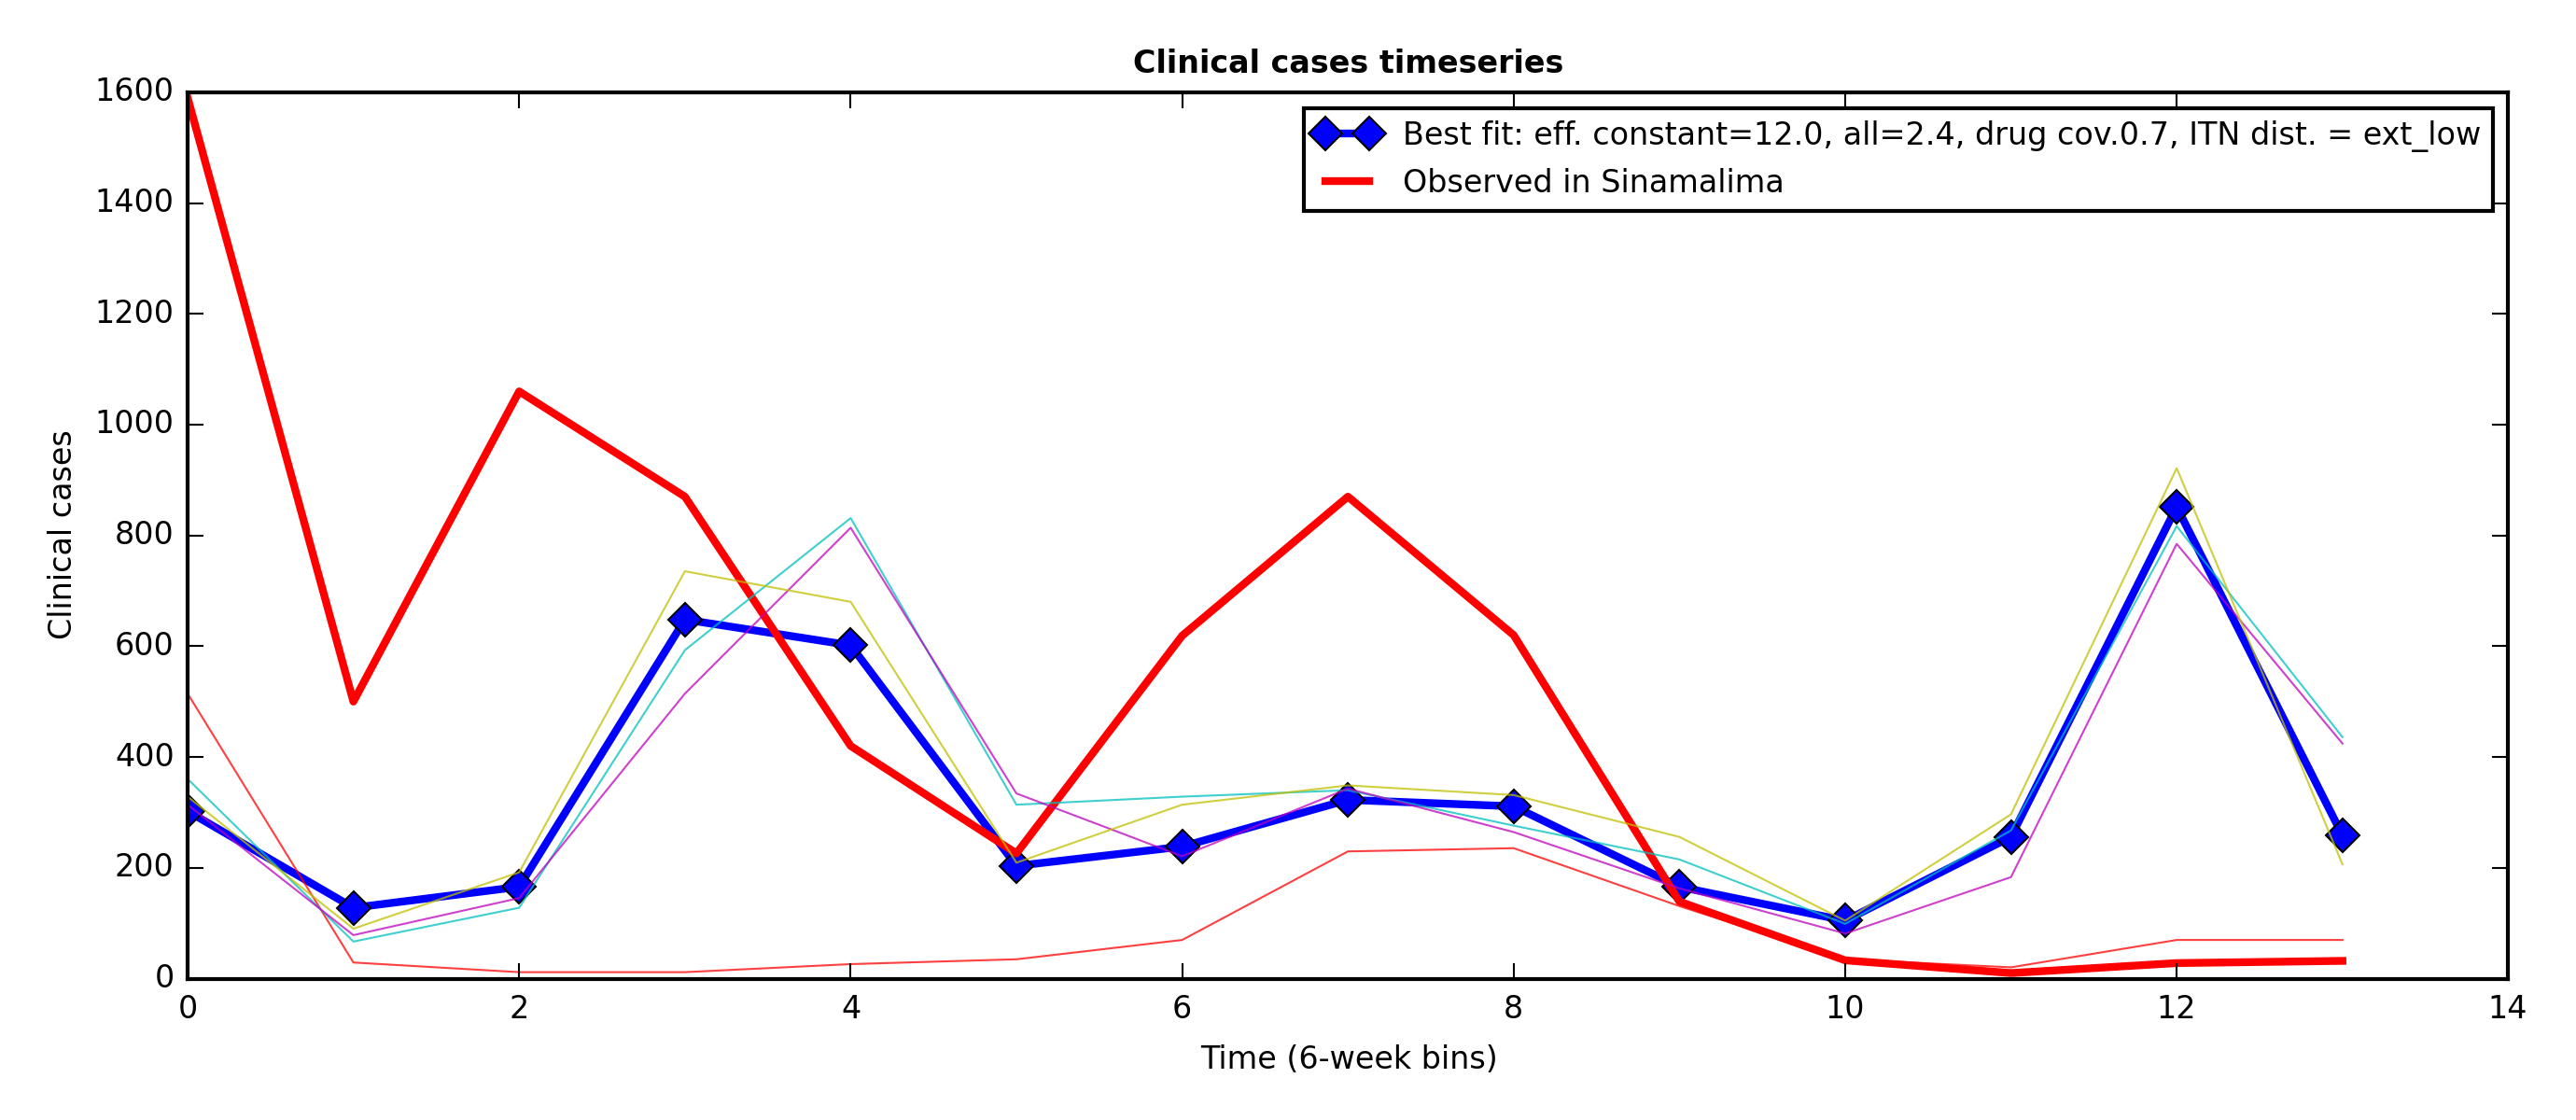 Clinical cases timeseries
Best fit: eff. constant=12.0, all=2.4, drug cov.0.7, ITN dist. = ext_low
Observed in Sinamalima
Clinical cases
1600
1400
1200
1000
800
600
400
200
0
0 2 4 6 8 10 12 14
Time (6-week bins)